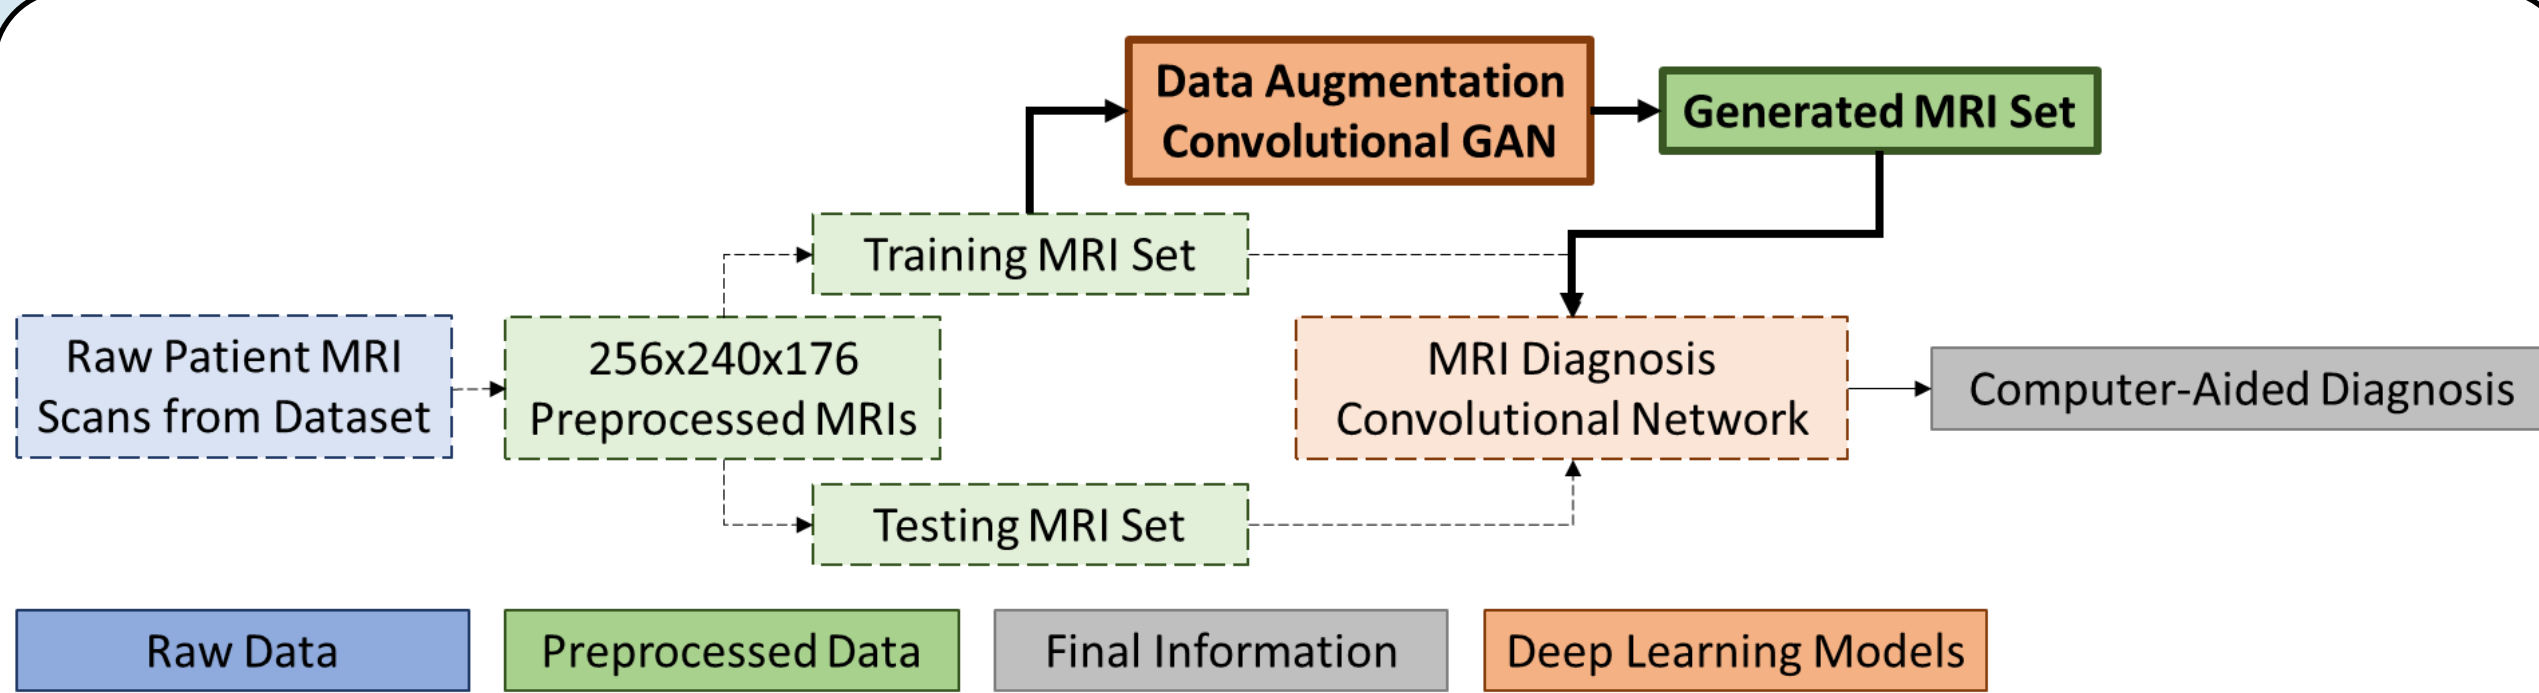 Data Augmentation
Convolutional GAN
Generated MRI Set
Training MRI Set
Raw Patient MRI
Scans from Dataset
256x240x176
Preprocessed MRIs
MRI Diagnosis
Convolutional Network
Computer-Aided Diagnosis
Testing MRI Set
Raw Data
Preprocessed Data
Final Information
Deep Learning Models